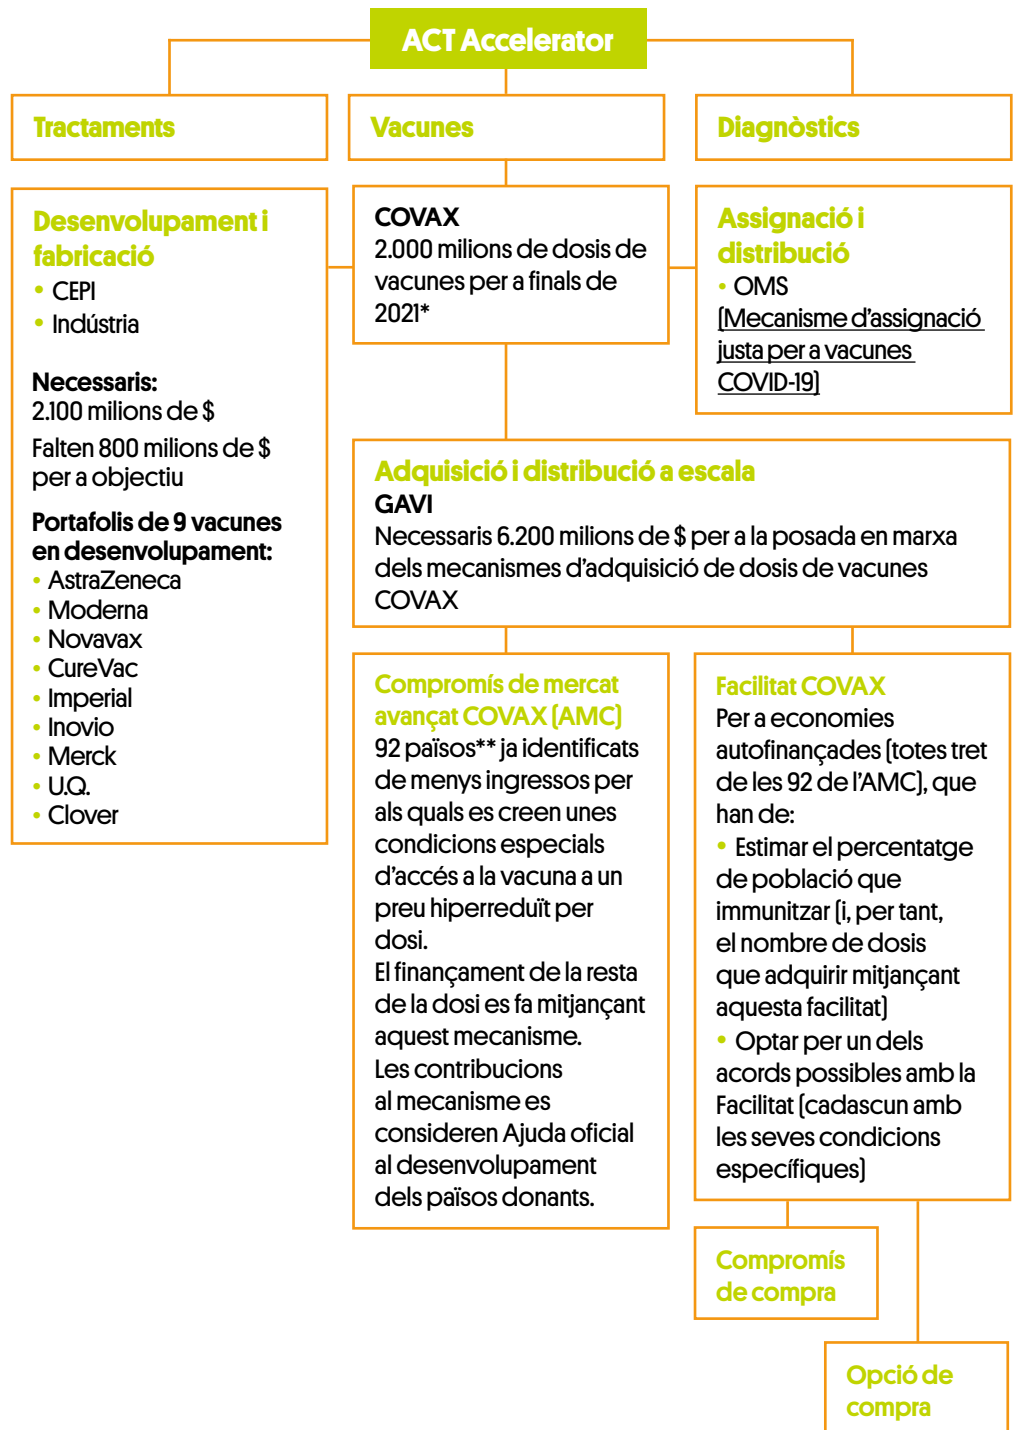 ACT Accelerator
Tractaments
Vacunes
Diagnòstics
Desenvolupament i
fabricació
• CEPI
• Indústria
Necessaris:
2.100 milions de $
Falten 800 milions de $
per a objectiu
Portafolis de 9 vacunes
en desenvolupament:
• AstraZeneca
• Moderna
• Novavax
• CureVac
• Imperial
• Inovio
• Merck
• U.Q.
• Clover
COVAX
2.000 milions de dosis de
vacunes per a finals de
2021*
Assignació i
distribució
• OMS
(Mecanisme d’assignació
justa per a vacunes
COVID-19)
Adquisició i distribució a escala
GAVI
Necessaris 6.200 milions de $ per a la posada en marxa
dels mecanismes d’adquisició de dosis de vacunes
COVAX
Compromís de mercat
avançat COVAX (AMC)
92 països** ja identificats
de menys ingressos per
als quals es creen unes
condicions especials
d’accés a la vacuna a un
preu hiperreduït per
dosi.
El finançament de la resta
de la dosi es fa mitjançant
aquest mecanisme.
Les contribucions
al mecanisme es
consideren Ajuda oficial
al desenvolupament
dels països donants.
Facilitat COVAX
Per a economies
autofinançades (totes tret
de les 92 de l’AMC), que
han de:
• Estimar el percentatge
de població que
immunitzar (i, per tant,
el nombre de dosis
que adquirir mitjançant
aquesta facilitat)
• Optar per un dels
acords possibles amb la
Facilitat (cadascun amb
les seves condicions
específiques)
Compromís
de compra
Opció de
compra